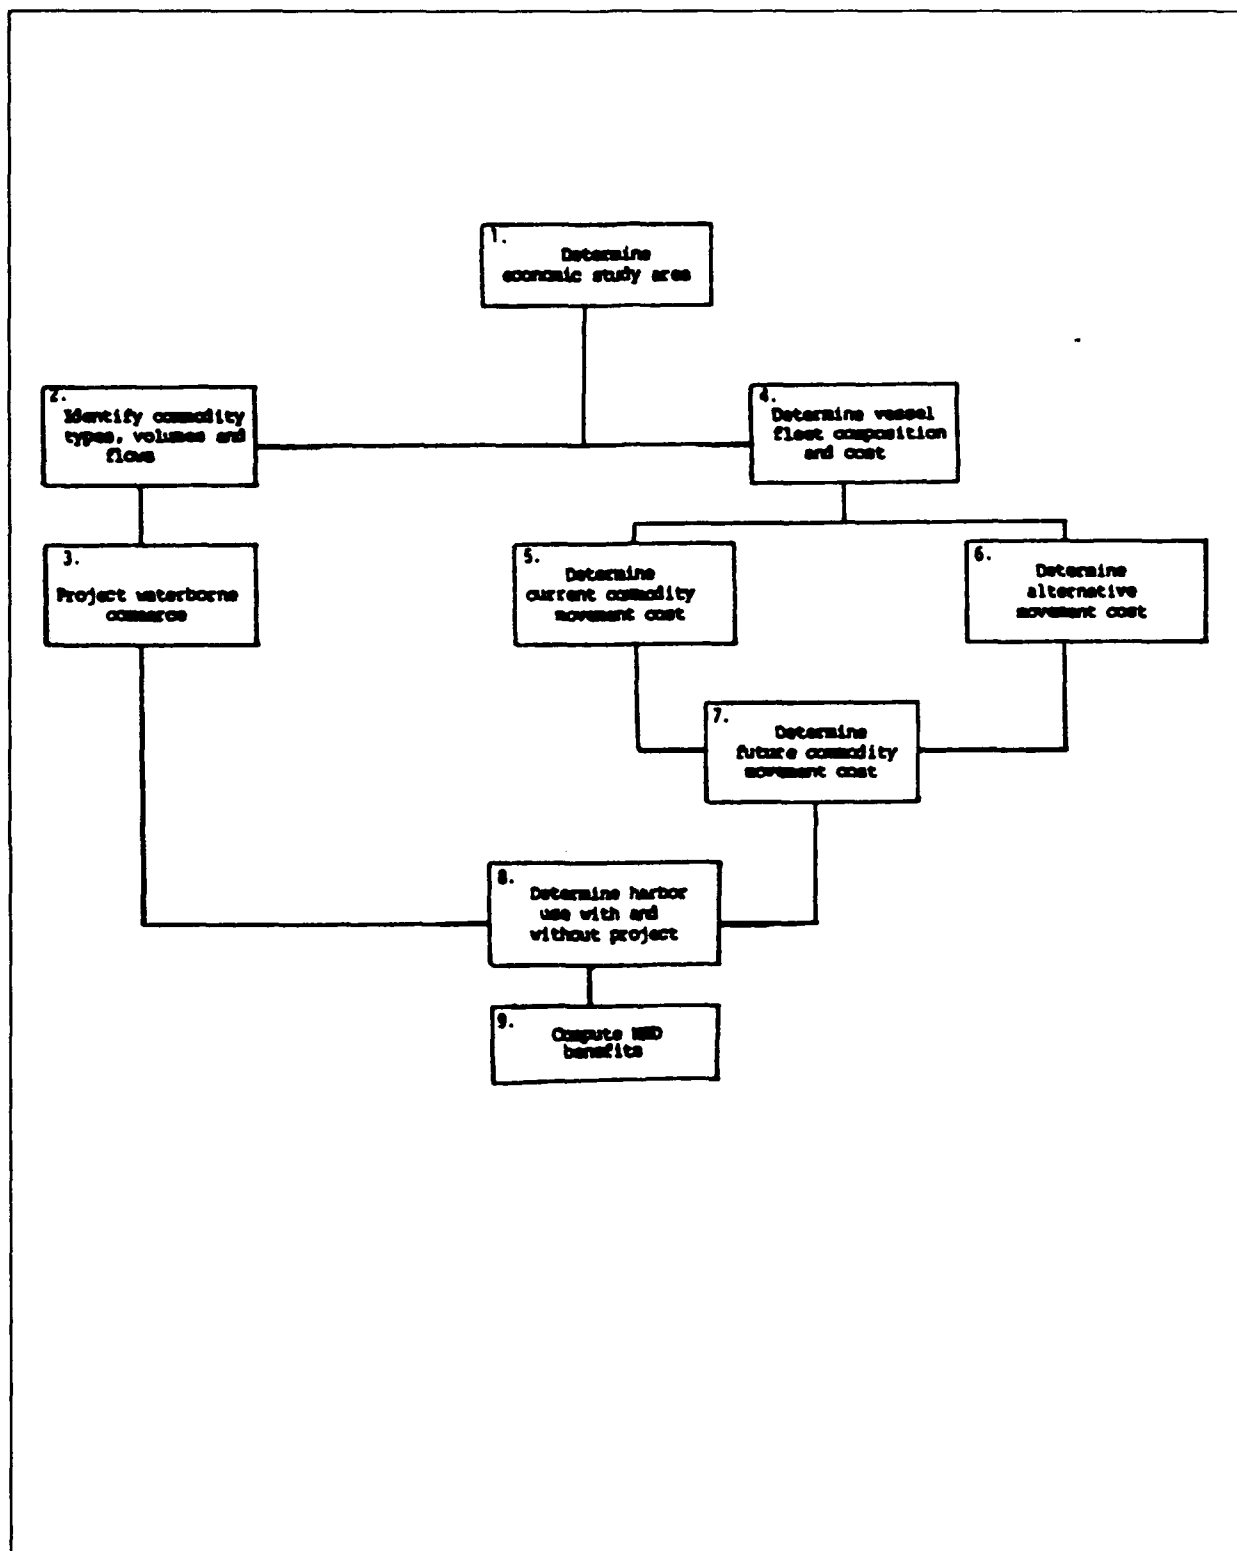 1.
Determine
economic study area
2.
Identify commodity
types, volumes and
flows
4.
Determine vessel
fleet composition
and cost
3.
Project waterborne
commerce
5.
Determine
current commodity
movement cost
6.
Determine
alternative
movement cost
7.
Determine
future commodity
movement cost
8.
Determine harbor
use with and
without project
9.
Compute NED
benefits